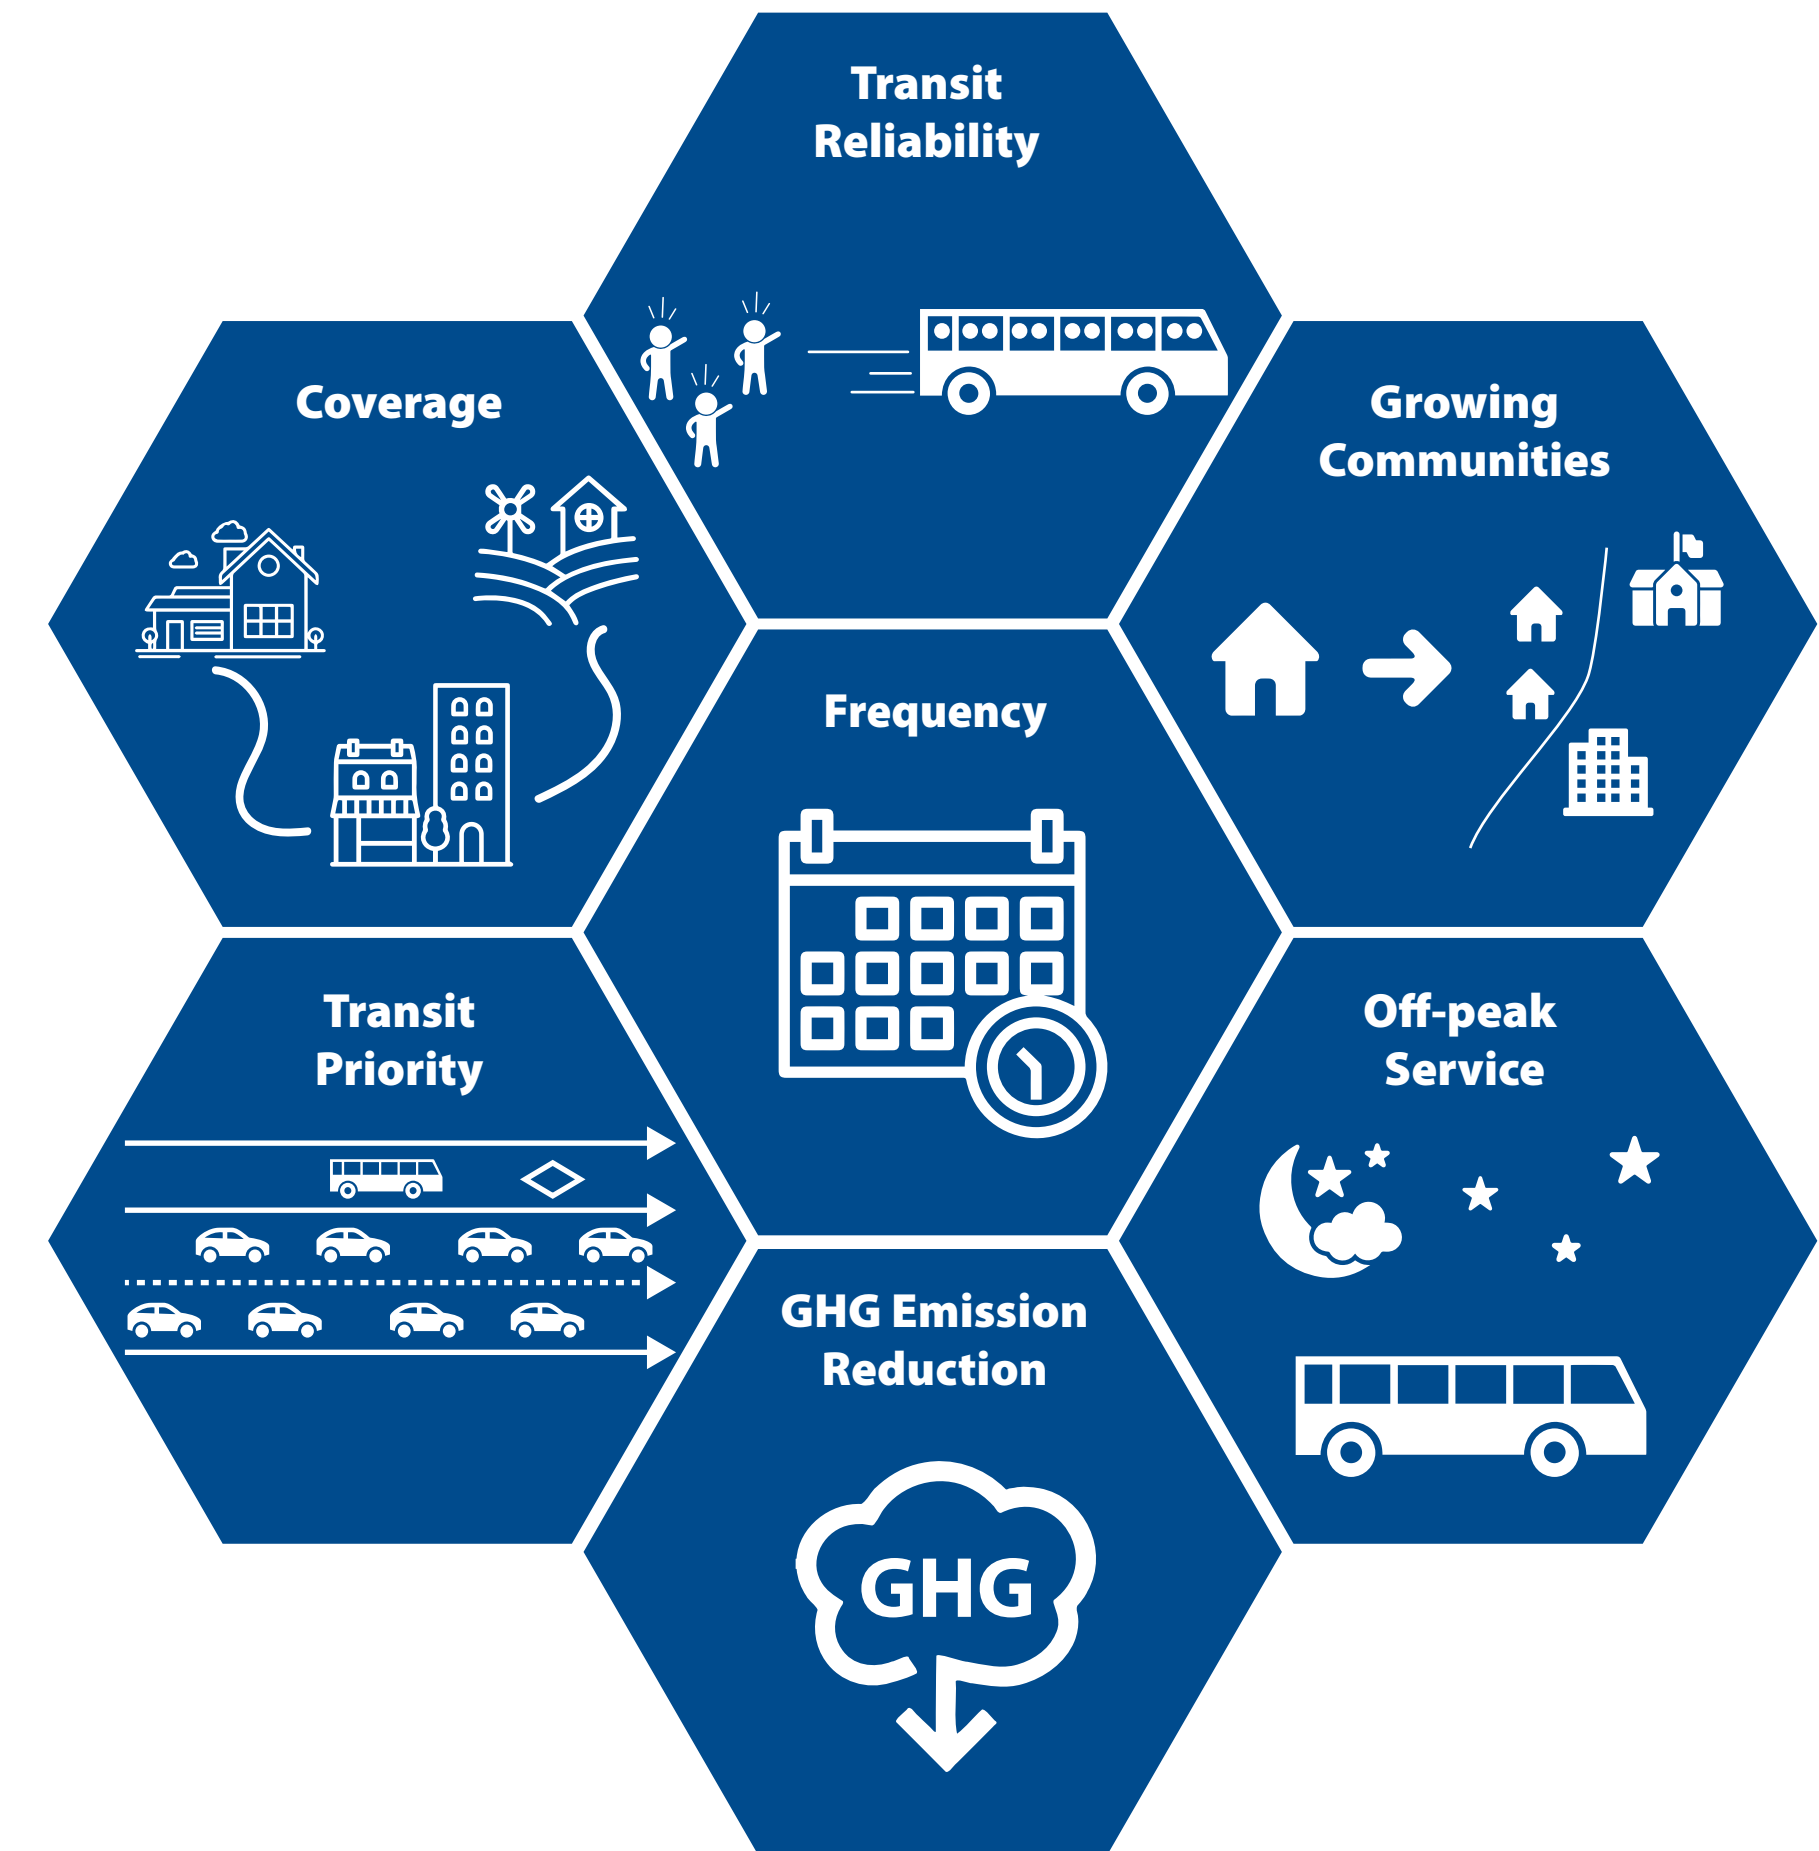 Transit
Reliability
Coverage
Growing
Communities
Frequency
Transit
Priority
Off-peak
Service
GHG Emission
Reduction
GHG